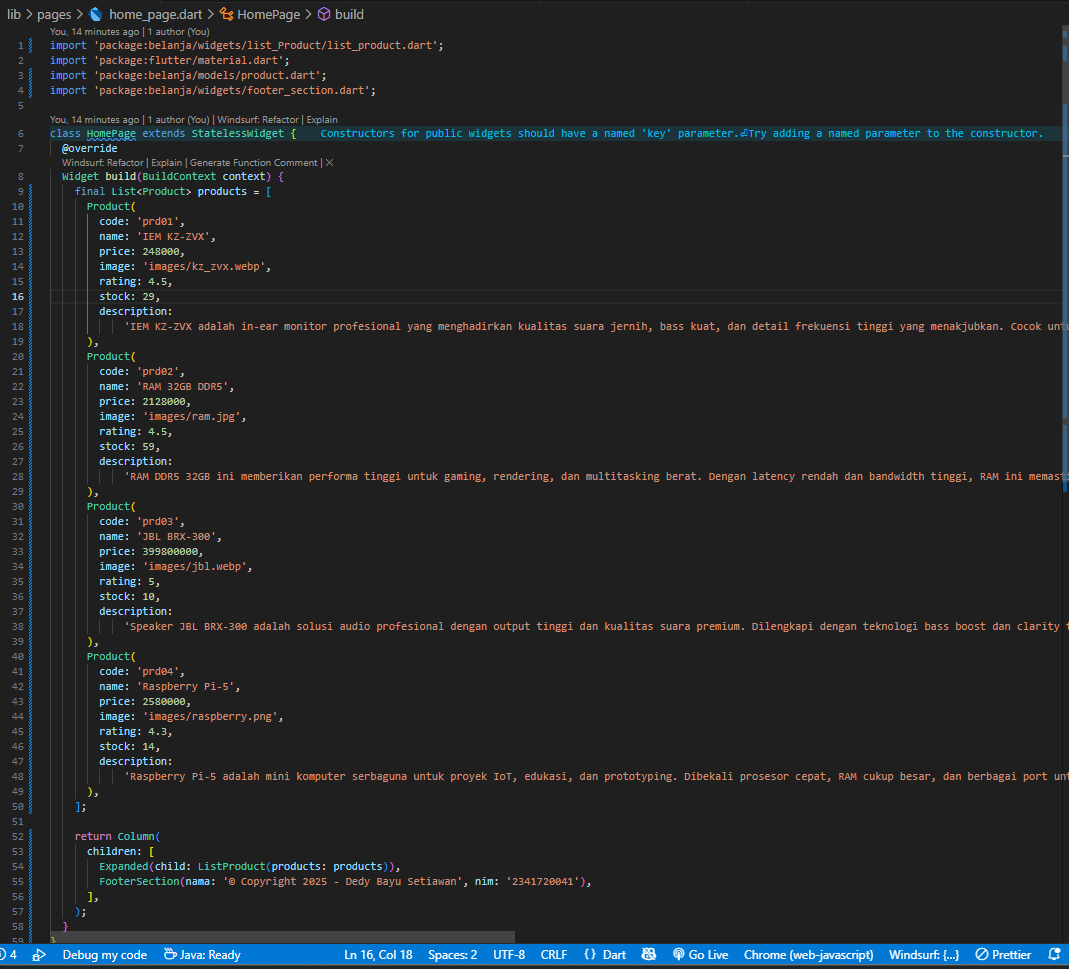 lib > pages > home_page.dart > HomePage > build
You, 14 minutes ago | 1 author (You)
1 import 'package:belanja/widgets/list_Product/list_product.dart';
2 import 'package:flutter/material.dart';
3 import 'package:belanja/models/product.dart';
4 import 'package:belanja/widgets/footer_section.dart';
5
You, 14 minutes ago | 1 author (You) | Windsurf: Refactor | Explain
6 class HomePage extends StatelessWidget { Constructors for public widgets should have a named 'key' parameter.⏎Try adding a named parameter to the constructor.
7 @override
Windsurf: Refactor | Explain | Generate Function Comment | X
8 Widget build(BuildContext context) {
9 final List<Product> products = [
10 Product(
11 code: 'prd01',
12 name: 'IEM KZ-ZVX',
13 price: 248000,
14 image: 'images/kz_zvx.webp',
15 rating: 4.5,
16 stock: 29,
17 description:
18 'IEM KZ-ZVX adalah in-ear monitor profesional yang menghadirkan kualitas suara jernih, bass kuat, dan detail frekuensi tinggi yang menakjubkan. Cocok
19 ),
20 Product(
21 code: 'prd02',
22 name: 'RAM 32GB DDR5',
23 price: 2128000,
24 image: 'images/ram.jpg',
25 rating: 4.5,
26 stock: 59,
27 description:
28 'RAM DDR5 32GB ini memberikan performa tinggi untuk gaming, rendering, dan multitasking berat. Dengan latency rendah dan bandwidth tinggi, RAM ini
29 ),
30 Product(
31 code: 'prd03',
32 name: 'JBL BRX-300',
33 price: 399800000,
34 image: 'images/jbl.webp',
35 rating: 5,
36 stock: 10,
37 description:
38 'Speaker JBL BRX-300 adalah solusi audio profesional dengan output tinggi dan kualitas suara premium. Dilengkapi dengan teknologi bass boost dan clarity
39 ),
40 Product(
41 code: 'prd04',
42 name: 'Raspberry Pi-5',
43 price: 2580000,
44 image: 'images/raspberry.png',
45 rating: 4.3,
46 stock: 14,
47 description:
48 'Raspberry Pi-5 adalah mini komputer serbaguna untuk proyek IoT, edukasi, dan prototyping. Dibekali prosesor cepat, RAM cukup besar, dan berbagai port
49 ),
50 ];
51
52 return Column(
53 children: [
54 Expanded(child: ListProduct(products: products)),
55 FooterSection(nama: '© Copyright 2025 - Dedy Bayu Setiawan', nim: '2341720041'),
56 ],
57 );
58 }
59 }
4 Debug my code Java: Ready Ln 16, Col 18 Spaces: 2 UTF-8 CRLF {} Dart Go Live Chrome (web-javascript) Windsurf: {...} Prettier